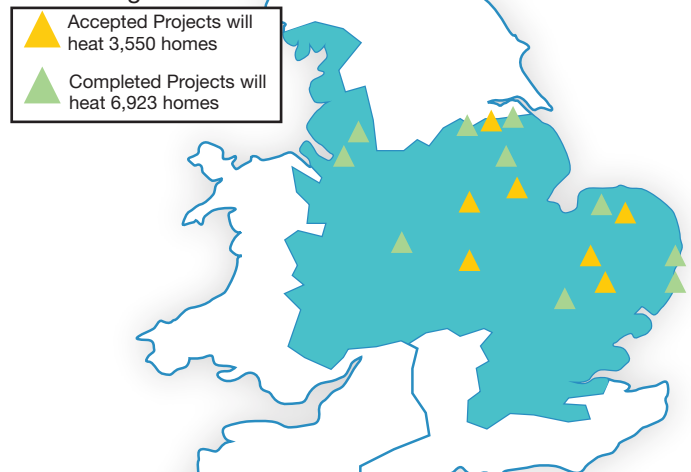 Accepted Projects will
heat 3,550 homes
Completed Projects will
heat 6,923 homes